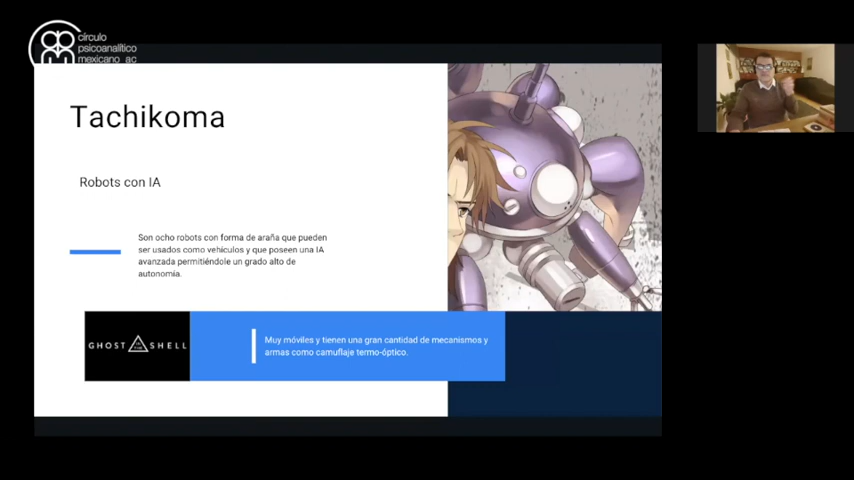 círculo
psicoanalítico
mexicano ac
Tachikoma
Robots con IA
Son ocho robots con forma de araña que pueden
ser usados como vehículos y que poseen una IA
avanzada permitiéndole un grado alto de
autonomía.
GHOST SHELL
Muy móviles y tienen una gran cantidad de mecanismos y
armas como camuflaje termo-óptico.